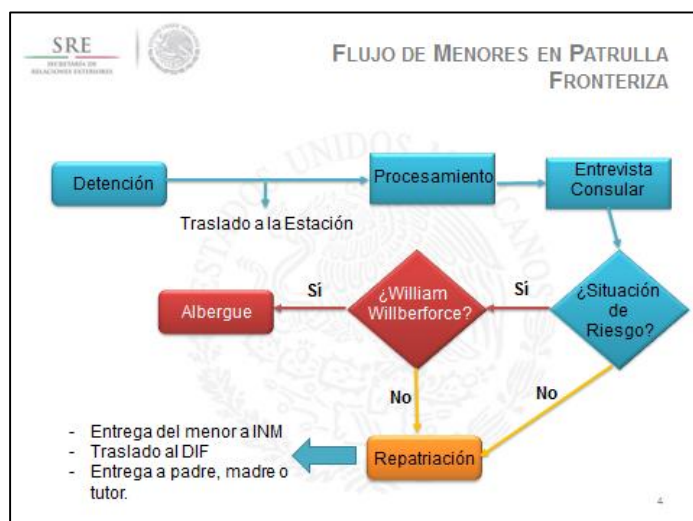 SRE
SECRETARÍA DE
RELACIONES EXTERIORES
FLUJO DE MENORES EN PATRULLA
FRONTERIZA
Detención
Procesamiento
Entrevista
Consular
Traslado a la Estación
Albergue
Sí
¿William
Willberforce?
Sí
¿Situación
de
Riesgo?
No
No
- Entrega del menor a INM
- Traslado al DIF
- Entrega a padre, madre o
tutor.
Repatriación
4